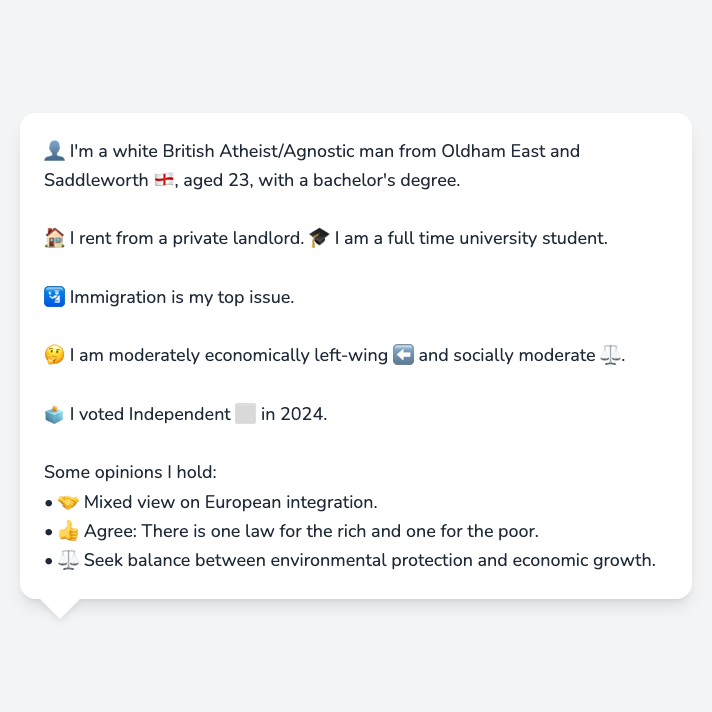 👤 I'm a white British Atheist/Agnostic man from Oldham East and
Saddleworth 🏴󠁧󠁢󠁥󠁮󠁧󠁿, aged 23, with a bachelor's degree.
🏠 I rent from a private landlord. 🎓 I am a full time university student.
🛂 Immigration is my top issue.
🤔 I am moderately economically left-wing ⬅️ and socially moderate ⚖️.
🗳️ I voted Independent ⬜ in 2024.
Some opinions I hold:
• 🤝 Mixed view on European integration.
• 👍 Agree: There is one law for the rich and one for the poor.
• ⚖️ Seek balance between environmental protection and economic growth.